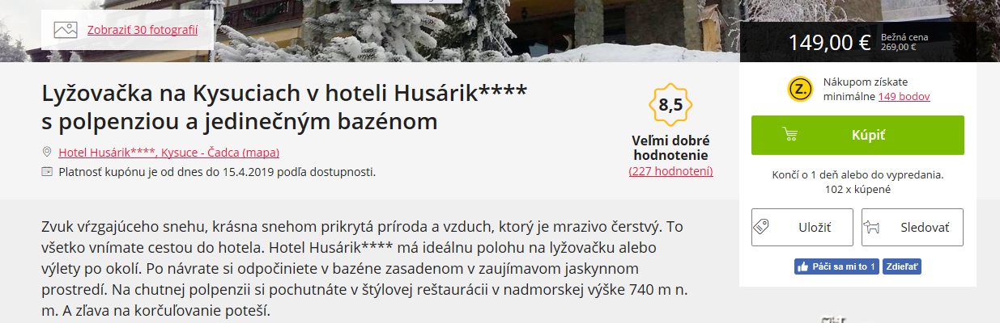 Zobraziť 30 fotografií
149,00 €
Bežná cena
269,00 €
Lyžovačka na Kysuciach v hoteli Husárik****
s polpenziou a jedinečným bazénom
Hotel Husárik****, Kysuce - Čadca (mapa)
Platnosť kupónu je od dnes do 15.4.2019 podľa dostupnosti.
8,5
Veľmi dobré
hodnotenie
(227 hodnotení)
Z.
Nákupom získate
minimálne 149 bodov
Kúpiť
Končí o 1 deň alebo do vypredania.
102 x kúpené
Uložiť
Sledovať
Páči sa mi to 1
Zdieľať
Zvuk vŕzgajúceho snehu, krásna snehom prikrytá príroda a vzduch, ktorý je mrazivo čerstvý. To
všetko vnímate cestou do hotela. Hotel Husárik**** má ideálnu polohu na lyžovačku alebo
výlety po okolí. Po návrate si odpočiniete v bazéne zasadenom v zaujímavom jaskynnom
prostredí. Na chutnej polpenzii si pochutnáte v štýlovej reštaurácii v nadmorskej výške 740 m n.
m. A zľava na korčuľovanie poteší.